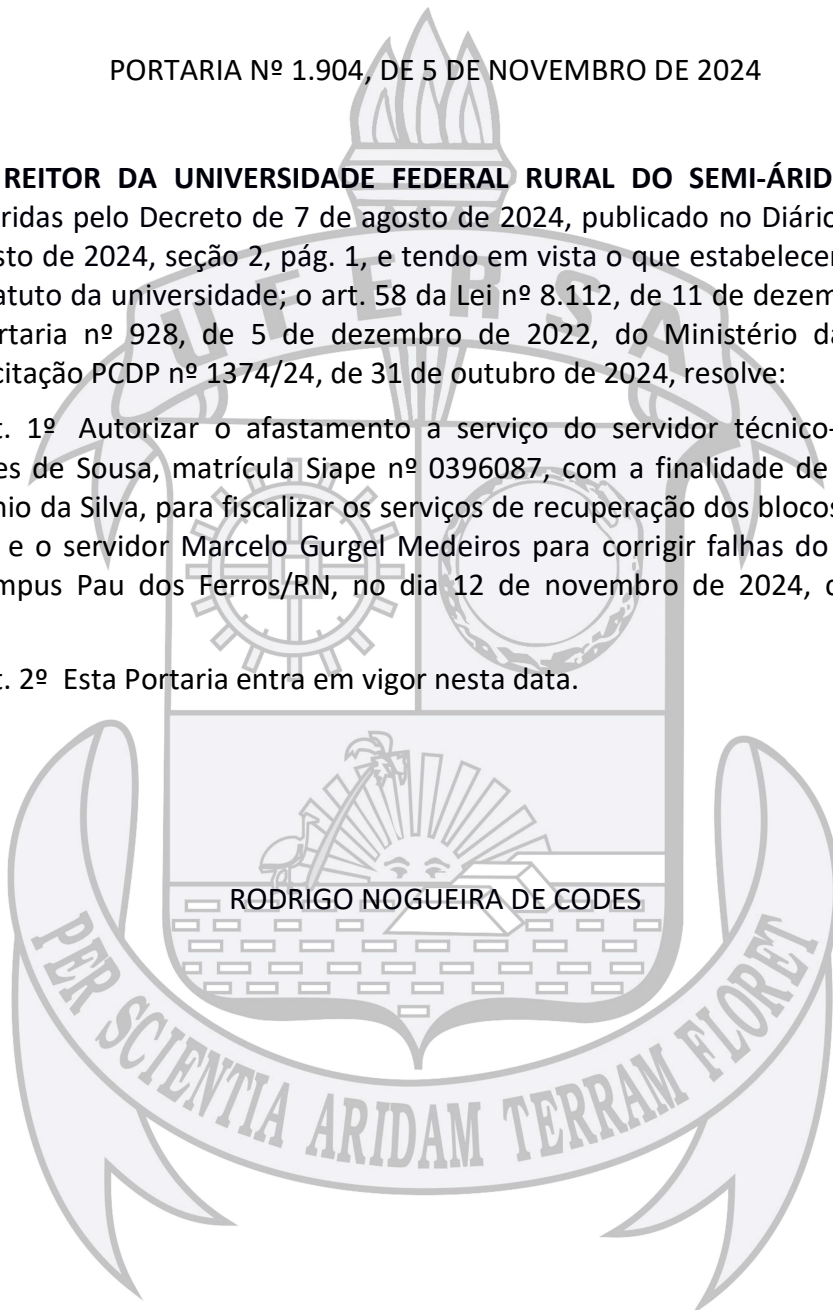 PORTARIA Nº 1.904, DE 5 DE NOVEMBRO DE 2024
REITOR DA UNIVERSIDADE FEDERAL RURAL DO SEMI-ÁRID
ridas pelo Decreto de 7 de agosto de 2024, publicado no Diário
sto de 2024, seção 2, pág. 1, e tendo em vista o que estabelecer
atuto da universidade; o art. 58 da Lei nº 8.112, de 11 de dezem
rtaria nº 928, de 5 de dezembro de 2022, do Ministério da
citação PCDP nº 1374/24, de 31 de outubro de 2024, resolve:
t. 1º Autorizar o afastamento a serviço do servidor técnico-
es de Sousa, matrícula Siape nº 0396087, com a finalidade de
nio da Silva, para fiscalizar os serviços de recuperação dos blocos
e o servidor Marcelo Gurgel Medeiros para corrigir falhas do
mpus Pau dos Ferros/RN, no dia 12 de novembro de 2024, c
t. 2º Esta Portaria entra em vigor nesta data.
RODRIGO NOGUEIRA DE CODES
UFERSA
PER SCIENTIA ARIDAM TERRAM FLORET